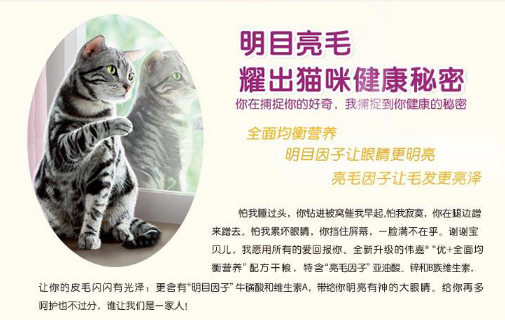 明目亮毛
耀出猫咪健康秘密
你在捕捉你的好奇，我捕捉到你健康的秘密
全面均衡营养
明目因子让眼睛更明亮
亮毛因子让毛发更亮泽
怕我睡过头，你钻进被窝催我早起,怕我寂寞，你在腿边蹭
来蹭去。怕我累坏眼睛，你挡住屏幕，一脸满不在乎。谢谢宝
贝儿，我愿用所有的爱回报你。全新升级的伟嘉® “优+全面均
衡营养” 配方干粮，特含“亮毛因子”亚油酸、锌和B族维生素，
让你的皮毛闪闪有光泽；更含有“明目因子”牛磺酸和维生素A，带给你明亮有神的大眼睛。给你再多
呵护也不过分，谁让我们是一家人!